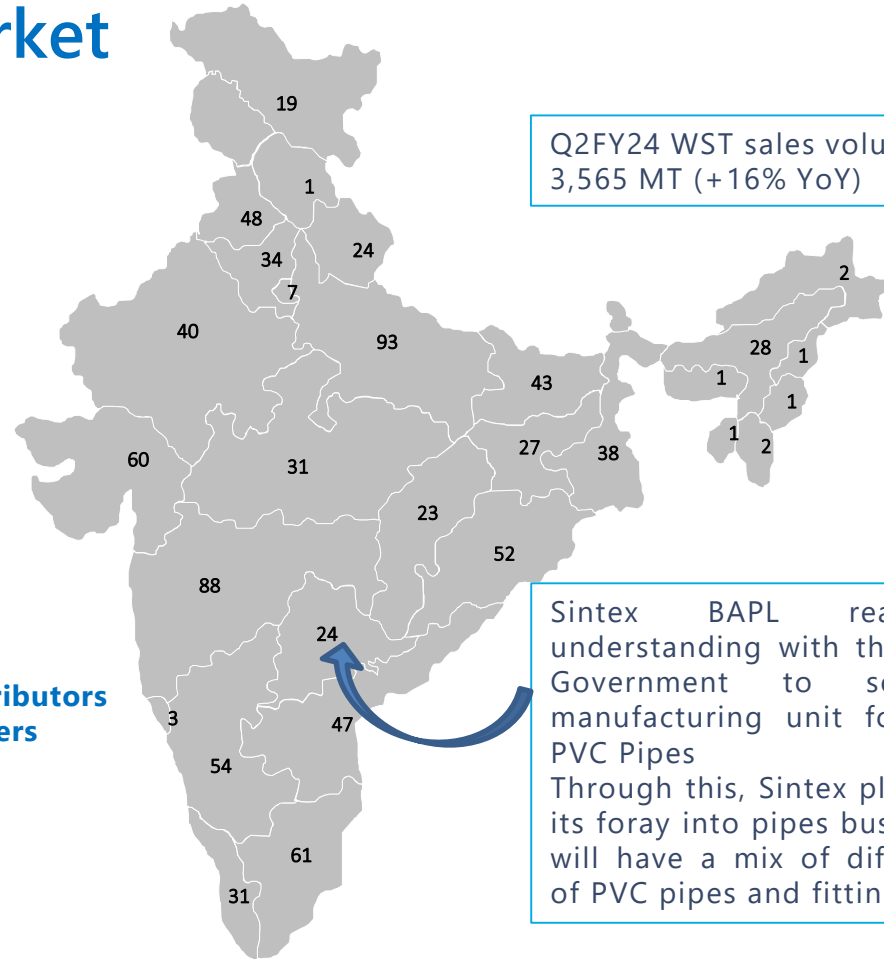 rket
19
Q2FY24 WST sales volu
3,565 MT (+16% YoY)
1
48
24
34
7
2
40
93
28
1
43
1
1
60
31
27
38
1
2
23
52
88
24
Sintex BAPL rea
understanding with th
Government to se
manufacturing unit fo
PVC Pipes
Through this, Sintex pl
its foray into pipes bus
will have a mix of dif
of PVC pipes and fittin
ributors
ers
3
47
54
61
31